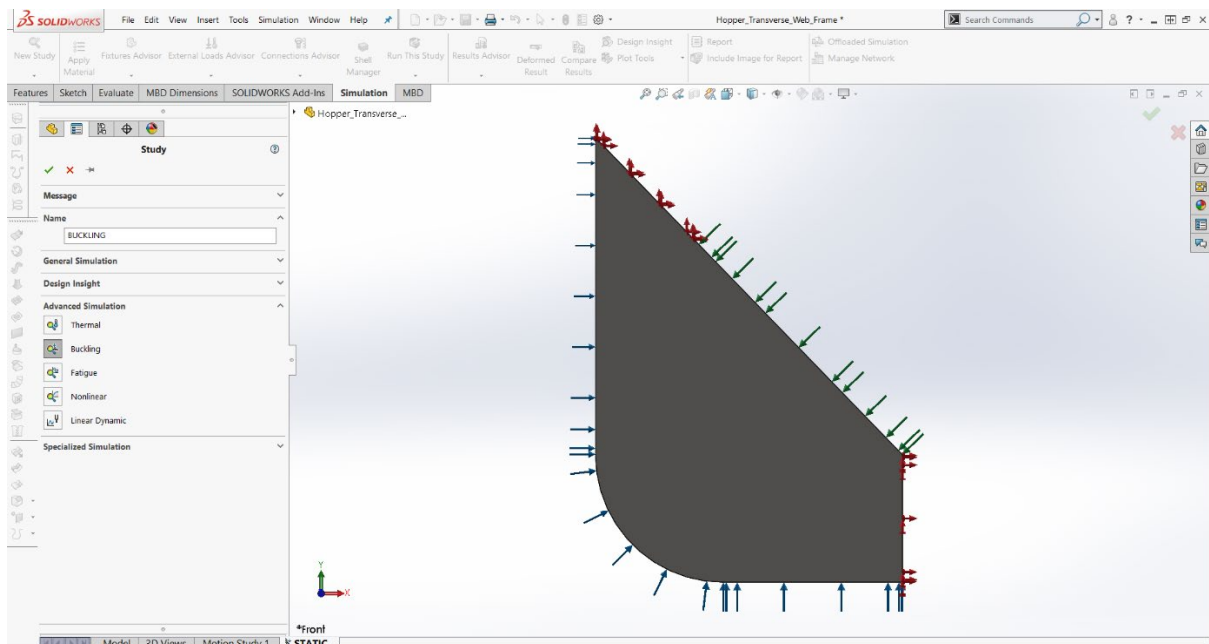 SOLIDWORKS File Edit View Insert Tools Simulation Window Help Hopper_Transverse_Web_Frame * Search Commands ?
New Study Apply Material Fixtures Advisor External Loads Advisor Connections Advisor Shell Manager Run This Study Results Advisor Deformed Result Compare Results Design Insight Plot Tools Report Include Image for Report Offloaded Simulation Manage Network
Features Sketch Evaluate MBD Dimensions SOLIDWORKS Add-Ins Simulation MBD
Hopper_Transverse_...
Study
Message
Name
BUCKLING
General Simulation
Design Insight
Advanced Simulation
Thermal
Buckling
Fatigue
Nonlinear
Linear Dynamic
Specialized Simulation
Y
X
*Front
Model 3D Views Motion Study 1 STATIC